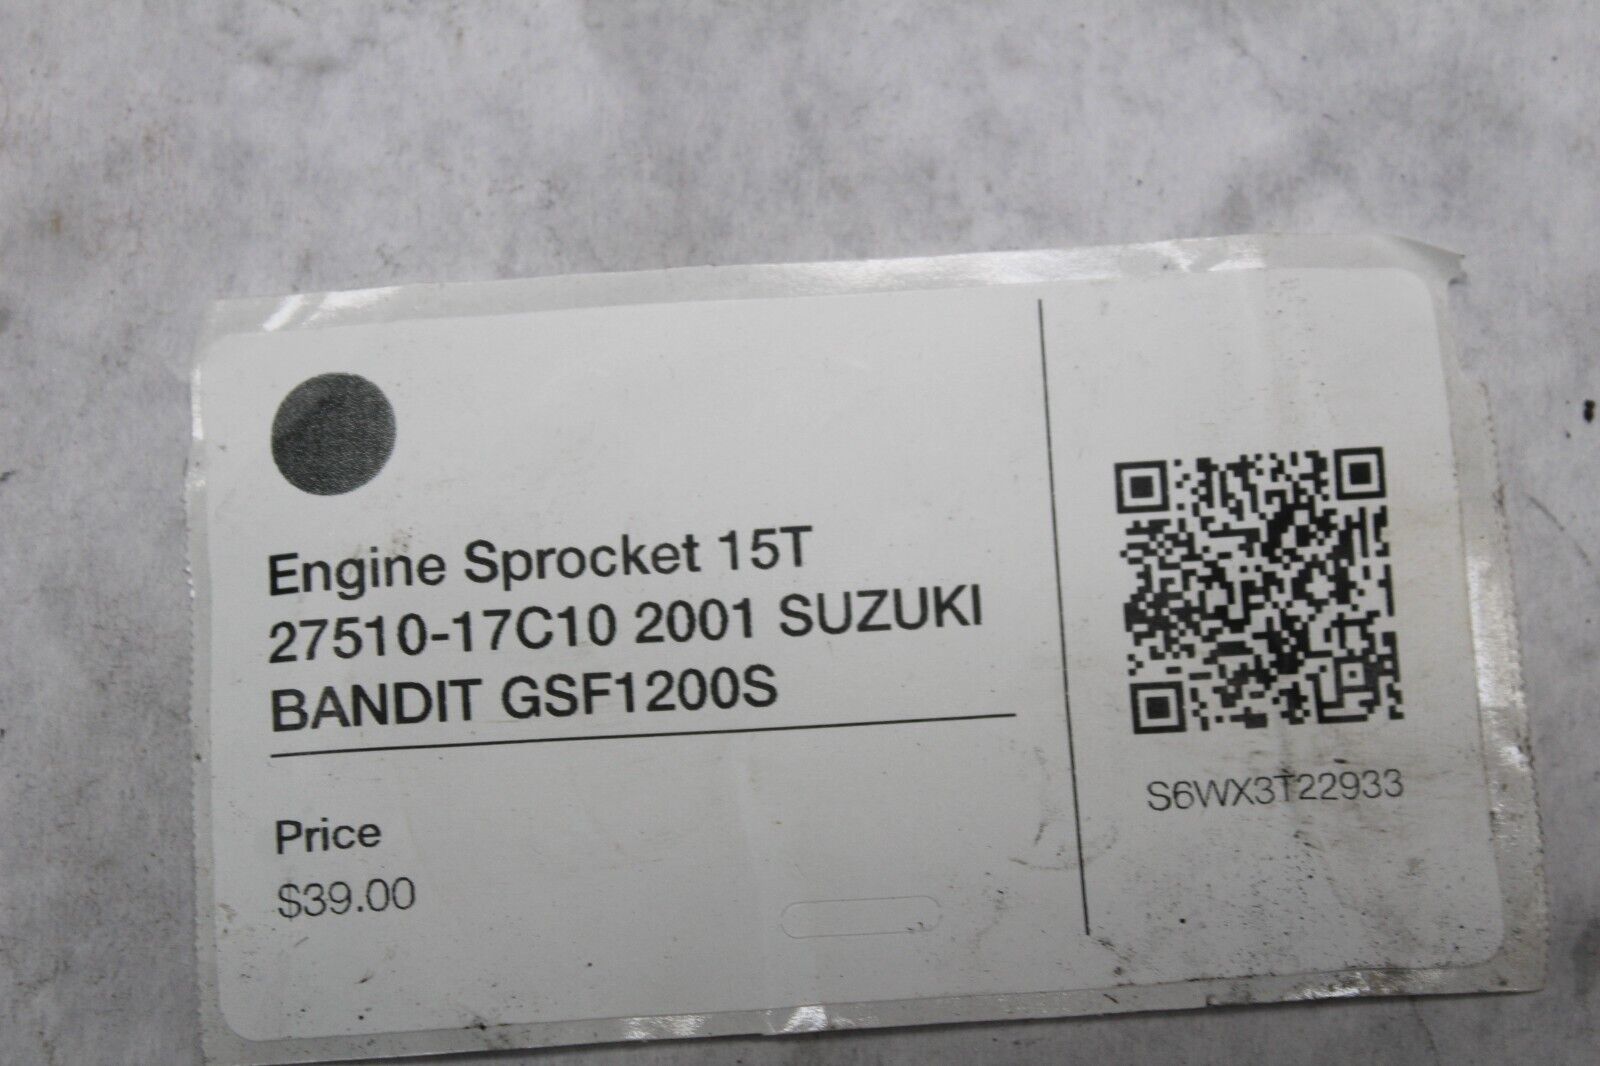 Engine Sprocket 15T
27510-17C10 2001 SUZUKI
BANDIT GSF1200S
Price
$39.00
S6WX3T22933